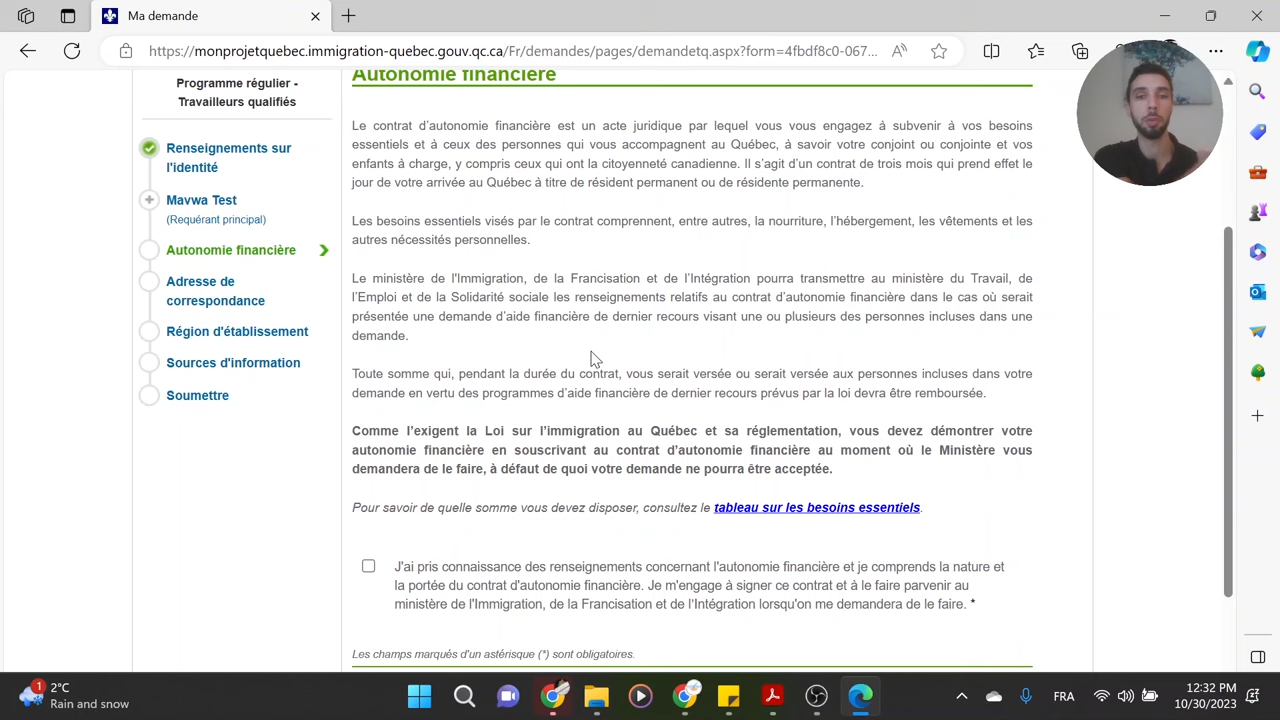 Ma demande
https://monprojetquebec.immigration-quebec.gouv.qc.ca/Fr/demandes/pages/demandetq.aspx?form=4fbdf8c0-067...
Programme régulier -
Travailleurs qualifiés
Renseignements sur
l'identité
Mavwa Test
(Requérant principal)
Autonomie financière
Adresse de
correspondance
Région d'établissement
Sources d'information
Soumettre
Autonomie financière
Le contrat d’autonomie financière est un acte juridique par lequel vous vous engagez à subvenir à vos besoins
essentiels et à ceux des personnes qui vous accompagnent au Québec, à savoir votre conjoint ou conjointe et vos
enfants à charge, y compris ceux qui ont la citoyenneté canadienne. Il s’agit d’un contrat de trois mois qui prend effet le
jour de votre arrivée au Québec à titre de résident permanent ou de résidente permanente.
Les besoins essentiels visés par le contrat comprennent, entre autres, la nourriture, l’hébergement, les vêtements et les
autres nécessités personnelles.
Le ministère de l'Immigration, de la Francisation et de l’Intégration pourra transmettre au ministère du Travail, de
l’Emploi et de la Solidarité sociale les renseignements relatifs au contrat d’autonomie financière dans le cas où serait
présentée une demande d’aide financière de dernier recours visant une ou plusieurs des personnes incluses dans une
demande.
Toute somme qui, pendant la durée du contrat, vous serait versée ou serait versée aux personnes incluses dans votre
demande en vertu des programmes d’aide financière de dernier recours prévus par la loi devra être remboursée.
Comme l’exigent la Loi sur l’immigration au Québec et sa réglementation, vous devez démontrer votre
autonomie financière en souscrivant au contrat d’autonomie financière au moment où le Ministère vous
demandera de le faire, à défaut de quoi votre demande ne pourra être acceptée.
Pour savoir de quelle somme vous devez disposer, consultez le tableau sur les besoins essentiels.
J'ai pris connaissance des renseignements concernant l'autonomie financière et je comprends la nature et
la portée du contrat d'autonomie financière. Je m'engage à signer ce contrat et à le faire parvenir au
ministère de l'Immigration, de la Francisation et de l'Intégration lorsqu'on me demandera de le faire. *
Les champs marqués d'un astérisque (*) sont obligatoires.
1
2°C
Rain and snow
FRA
12:32 PM
10/30/2023